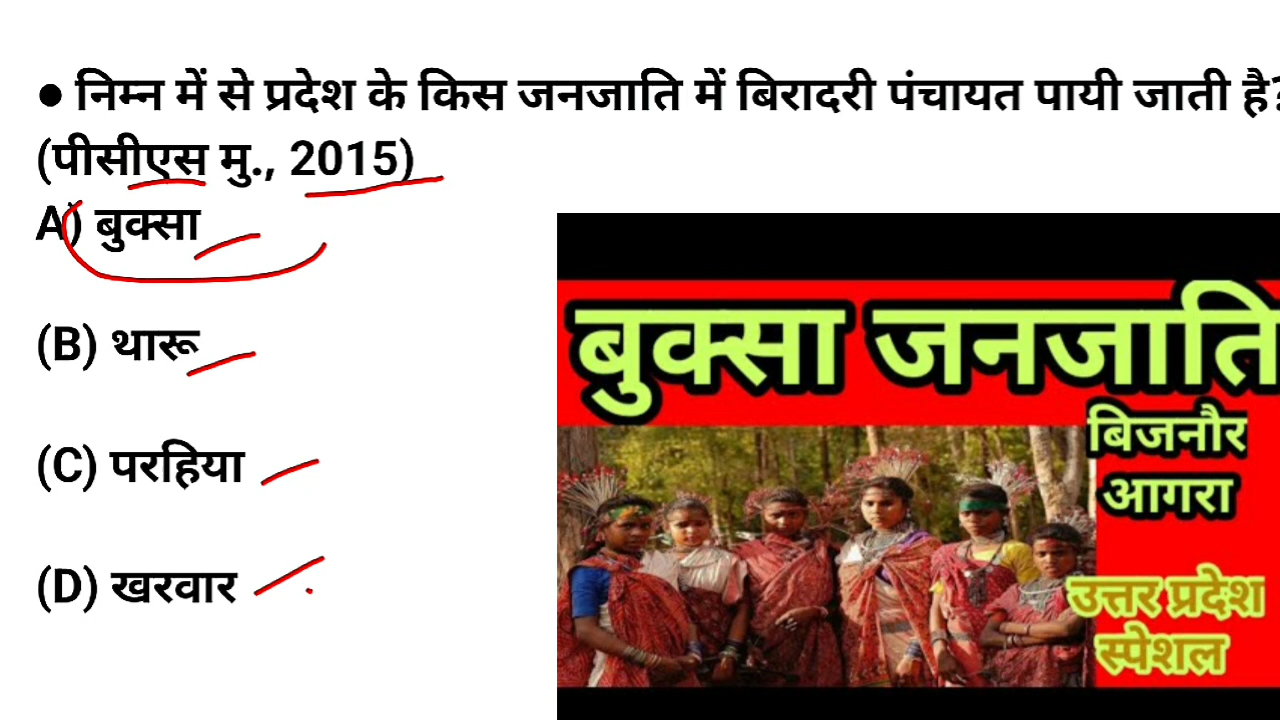 ● निम्न में से प्रदेश के किस जनजाति में बिरादरी पंचायत पायी जाती है?
(पीसीएस मु., 2015)
A) बुक्सा
(B) थारू
(C) परहिया
(D) खरवार
बुक्सा जनजाति
बिजनौर
आगरा
उत्तर प्रदेश
स्पेशल